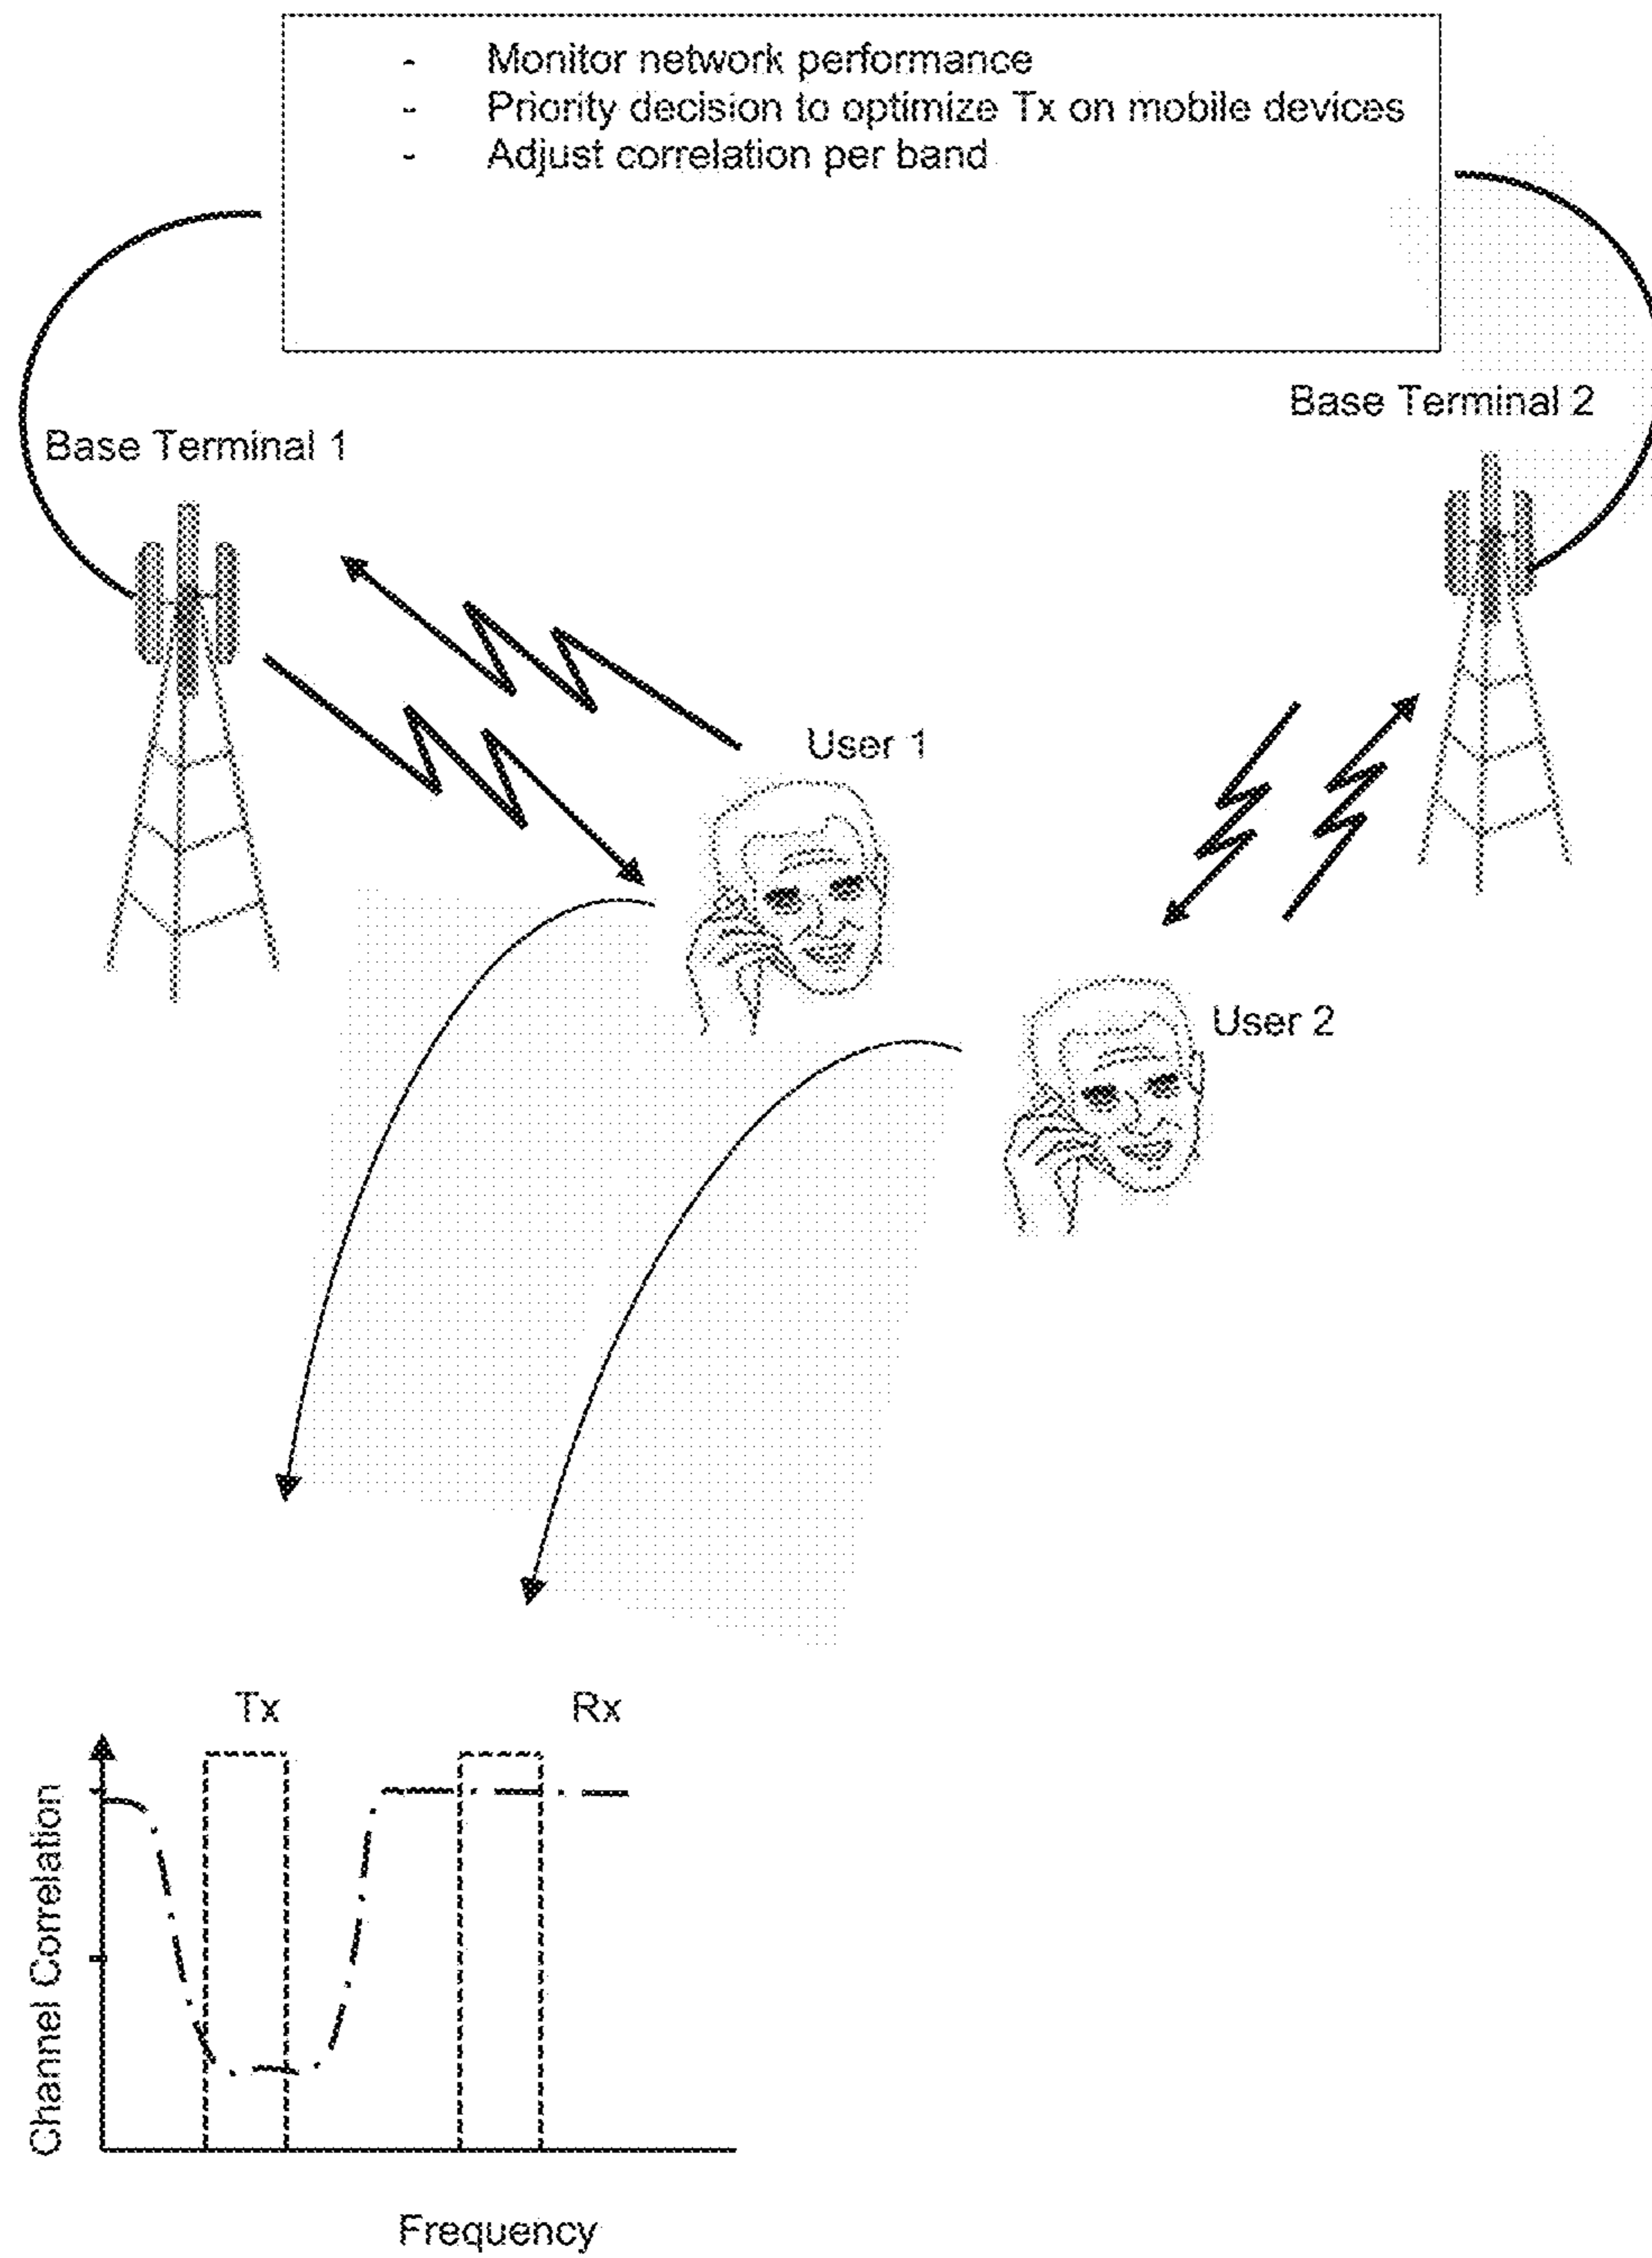 - Monitor network performance
- Priority decision to optimize Tx on mobile devices
- Adjust correlation per band
Base Terminal 2
Base Terminal 1
User 1
User 2
Tx
Rx
Channel Correlation
Frequency